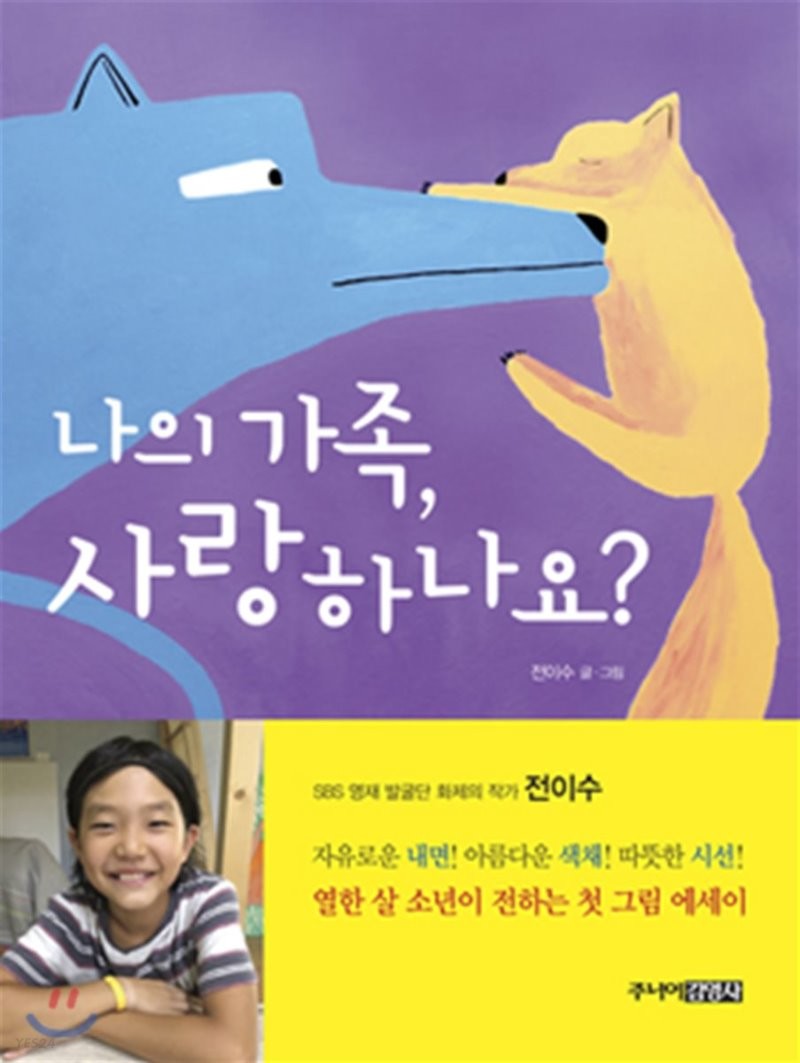 나의 가족,
사랑하나요?
전이수 글·그림
SBS 영재 발굴단 화제의 작가 전이수
자유로운 내면! 아름다운 색채! 따뜻한 시선!
열한 살 소년이 전하는 첫 그림 에세이
주니어김영사
YES24